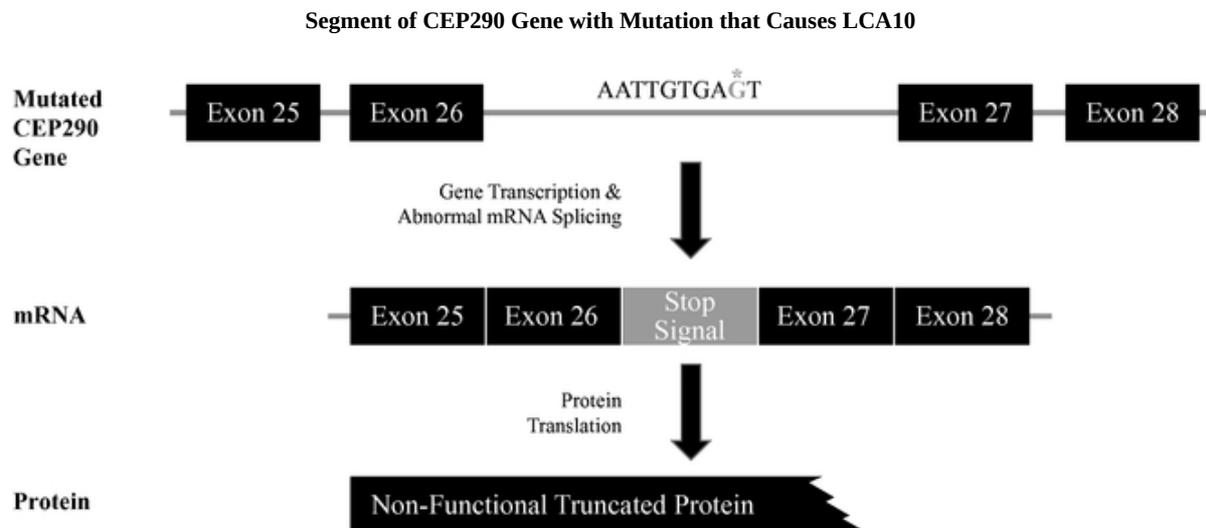 Segment of CEP290 Gene with Mutation that Causes LCA10
AATTGTGAGT
*
Mutated
CEP290
Gene
Exon 25
Exon 26
Exon 27
Exon 28
Gene Transcription &
Abnormal mRNA Splicing
mRNA
Exon 25
Exon 26
Stop
Signal
Exon 27
Exon 28
Protein
Translation
Protein
Non-Functional Truncated Protein